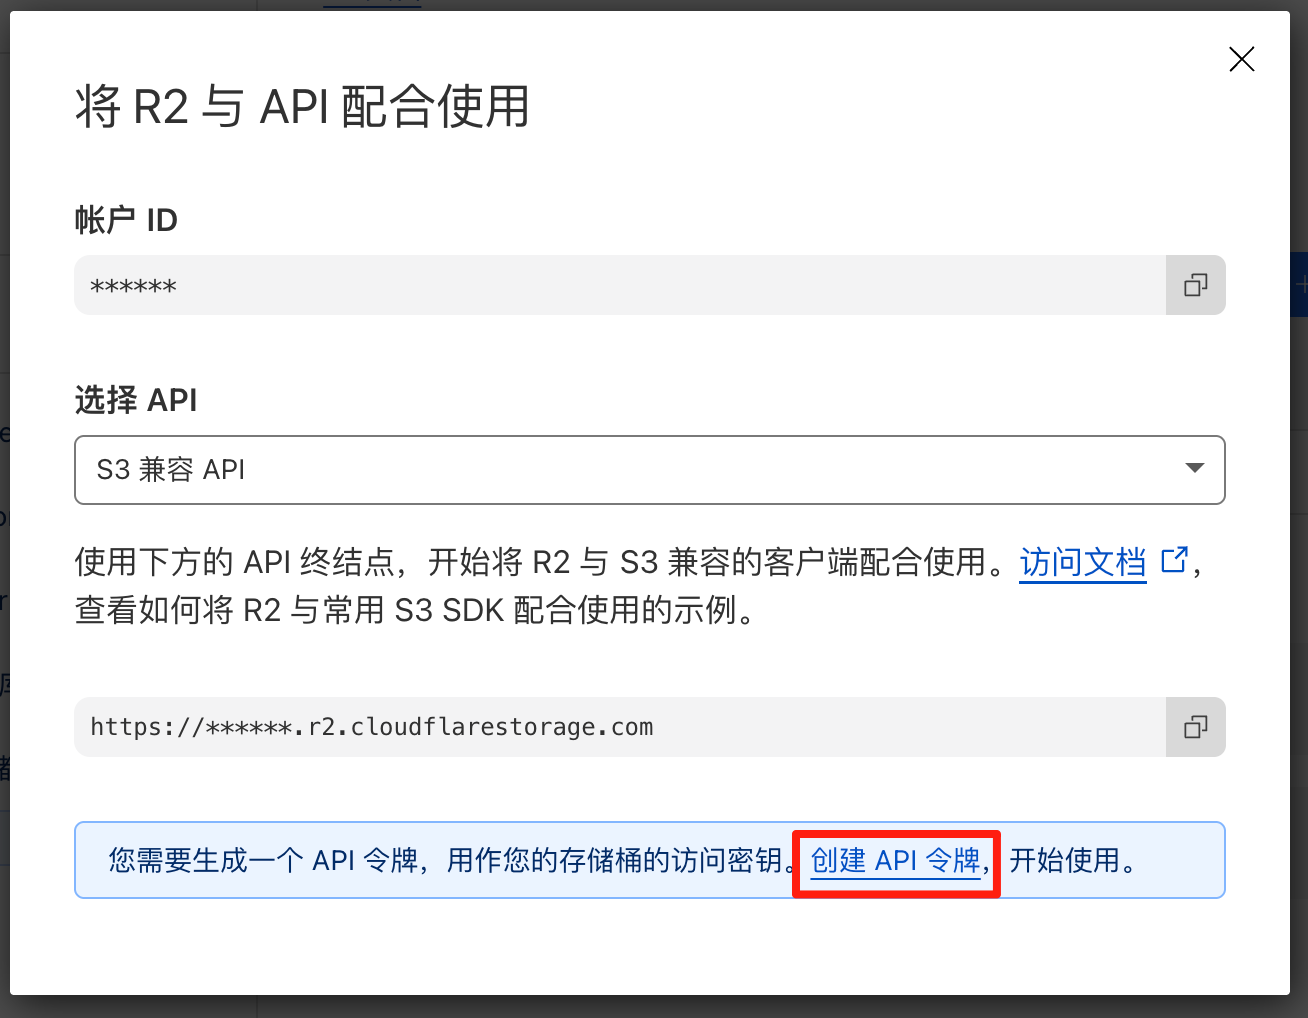 将 R2 与 API 配合使用
帐户 ID
******
选择 API
S3 兼容 API
使用下方的 API 终结点，开始将 R2 与 S3 兼容的客户端配合使用。访问文档，
查看如何将 R2 与常用 S3 SDK 配合使用的示例。
https://******.r2.cloudflarestorage.com
您需要生成一个 API 令牌，用作您的存储桶的访问密钥。创建 API 令牌，开始使用。